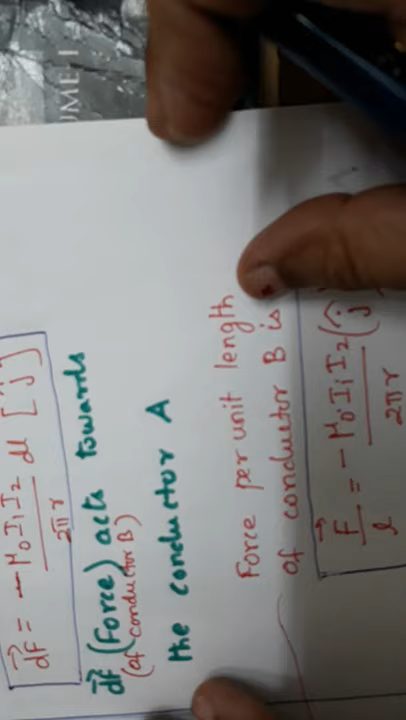 UME I
→dF = - μ₀I₁I₂ / 2πr dl [ĵ]
→dF (Force) acts towards
(of conductor B)
the conductor A
Force per unit length
of conductor B is
→F / l = - μ₀I₁I₂ / 2πr (ĵ